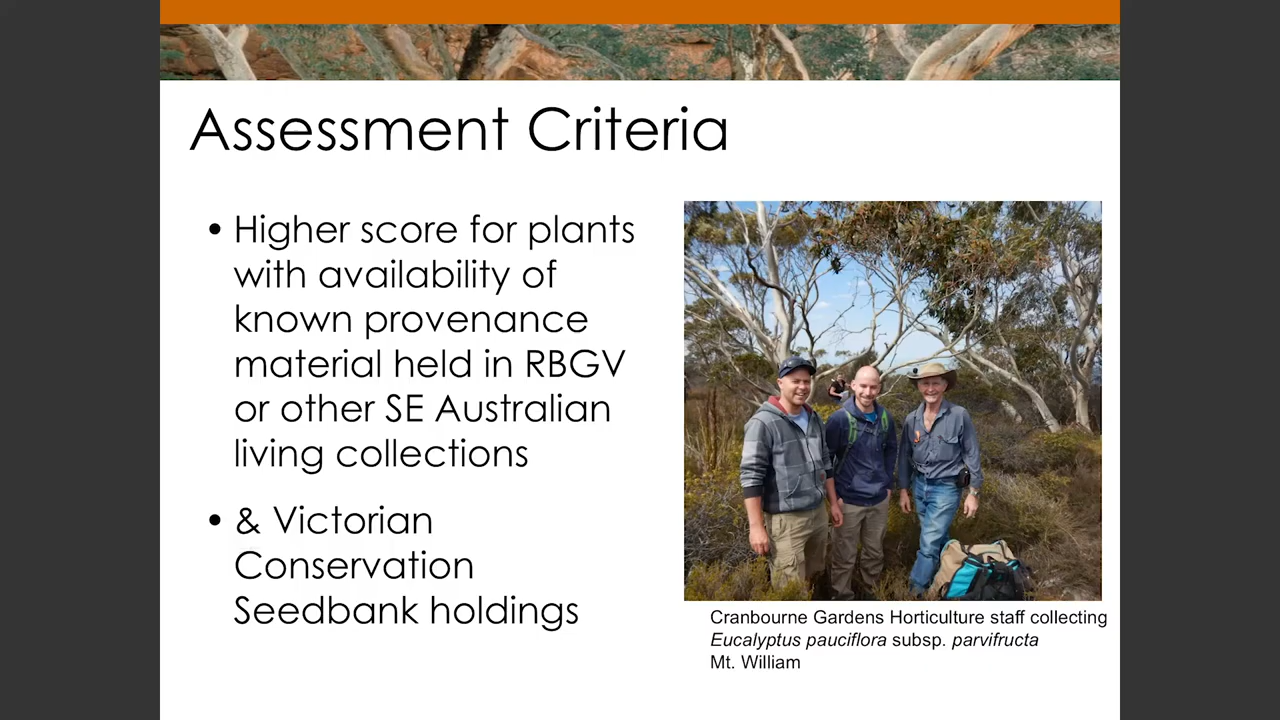 Assessment Criteria
• Higher score for plants
with availability of
known provenance
material held in RBGV
or other SE Australian
living collections
• & Victorian
Conservation
Seedbank holdings
Cranbourne Gardens Horticulture staff collecting
Eucalyptus pauciflora subsp. parvifructa
Mt. William